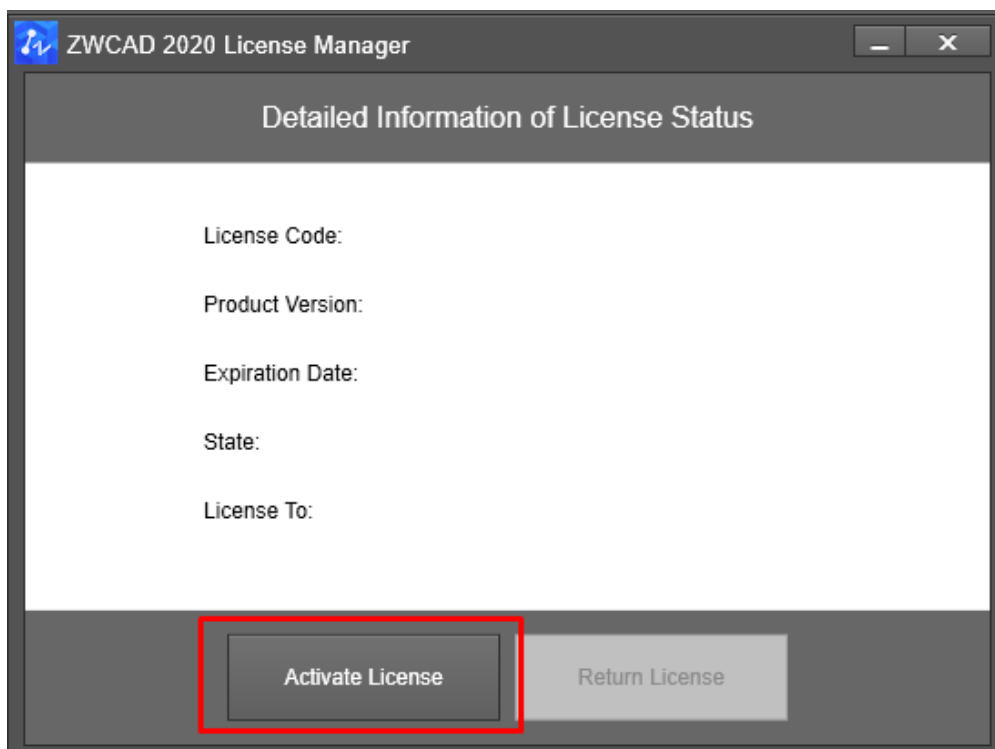 ZWCAD 2020 License Manager
Detailed Information of License Status
License Code:
Product Version:
Expiration Date:
State:
License To:
Activate License
Return License